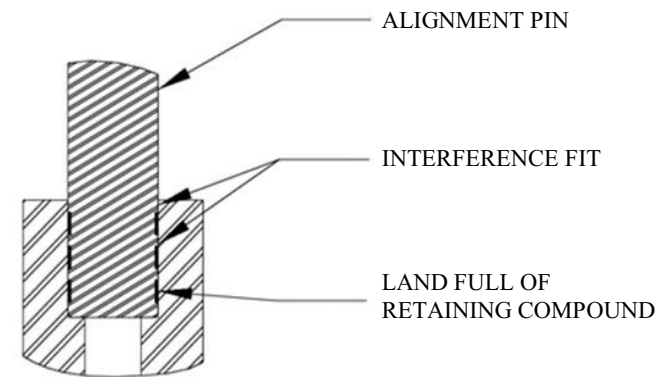 ALIGNMENT PIN
INTERFERENCE FIT
LAND FULL OF
RETAINING COMPOUND